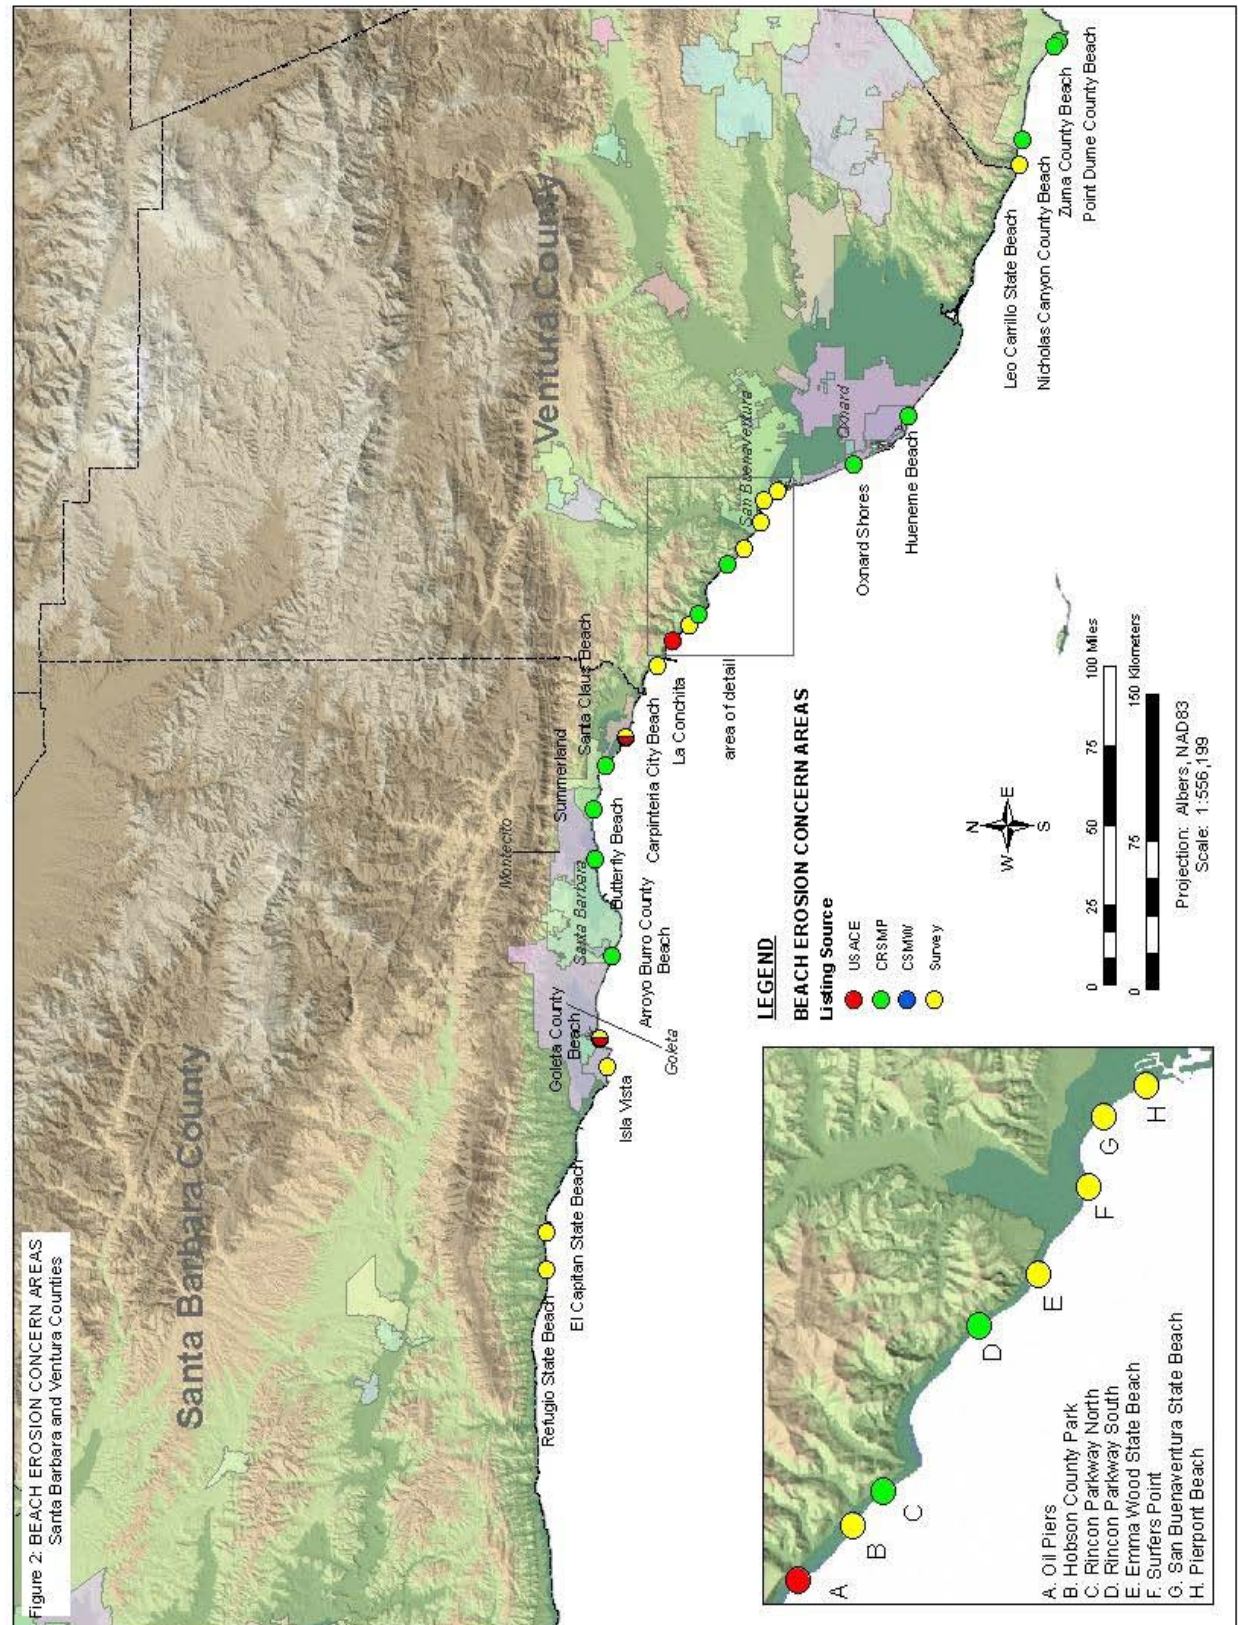 Figure 2: BEACH EROSION CONCERN AREAS
Santa Barbara and Ventura Counties
Santa Barbara County
Ventura County
Refugio State Beach
El Capitan State Beach
Isla Vista
Goleta County
Beach
Goleta
Arroyo Burro County
Beach
Santa Barbara
Montecito
Butterfly Beach
Summerland
Santa Claus Beach
Carpinteria City Beach
La Conchita
area of detail
San Buenaventura
Oxnard
Oxnard Shores
Hueneme Beach
Leo Carrillo State Beach
Nicholas Canyon County Beach
Zuma County Beach
Point Dume County Beach
A
B
C
D
E
F
G
H
A. Oil Piers
B. Hobson County Park
C. Rincon Parkway North
D. Rincon Parkway South
E. Emma Wood State Beach
F. Surfers Point
G. San Buenaventura State Beach
H. Pierpont Beach
LEGEND
BEACH EROSION CONCERN AREAS
Listing Source
USACE
CRSMP
CSMW
Survey
N
W E
S
0 25 50 75 100 Miles
0 75 150 Kilometers
Projection: Albers, NAD83
Scale: 1:556,199